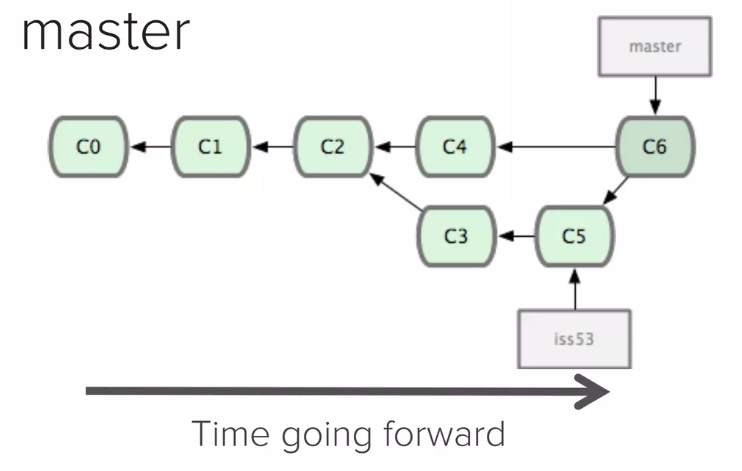 master
master
C0
C1
C2
C4
C6
C3
C5
iss53
Time going forward